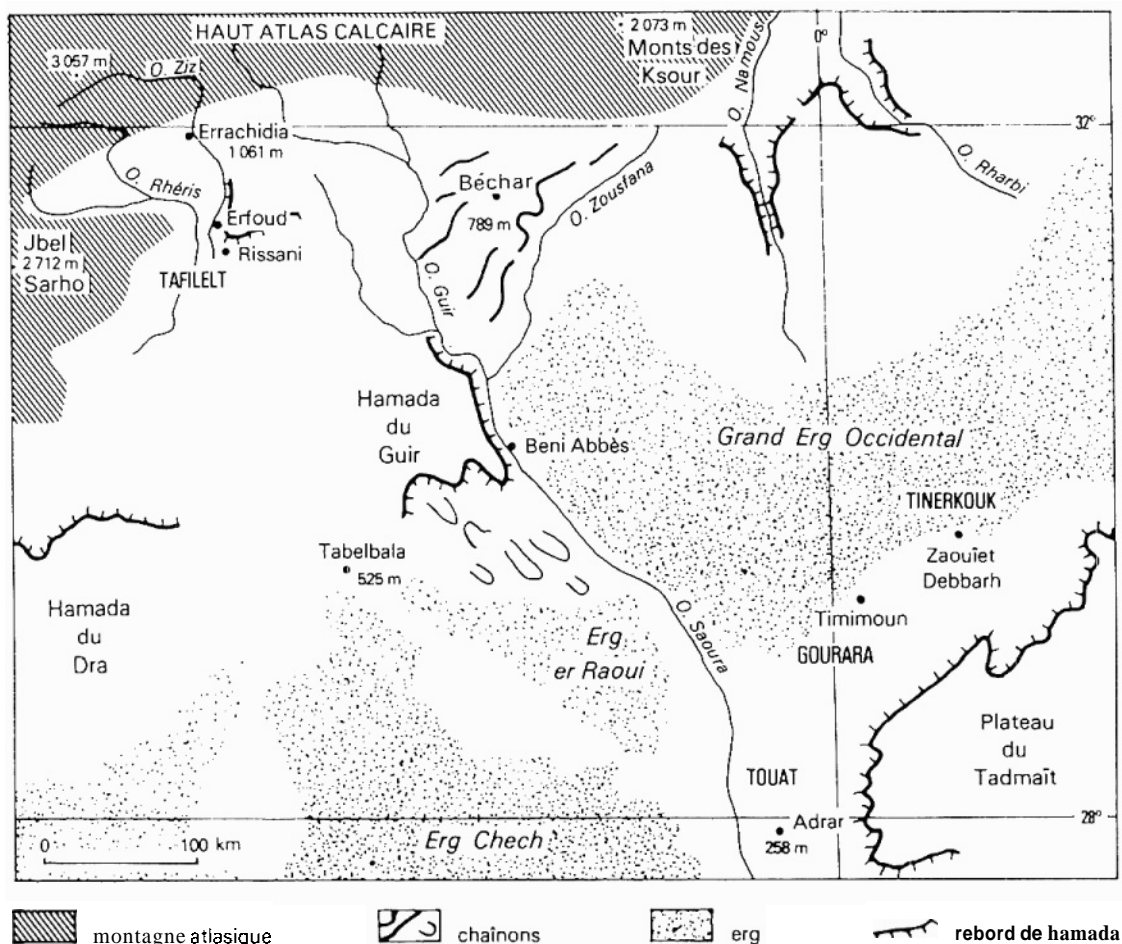 HAUT ATLAS CALCAIRE
2 073 m
Monts des
Ksour
0°
3 057 m
O. Ziz
O. Namous
32°
Errachidia
1 061 m
O. Rharbi
O. Rhéris
Béchar
789 m
O. Zousfana
Erfoud
Rissani
Jbel
2 712 m
Sarho
TAFILELT
O. Guir
Hamada
du
Guir
Beni Abbès
Grand Erg Occidental
TINERKOUK
Zaouïet
Debbarh
Tabelbala
525 m
Timimoun
GOURARA
Hamada
du
Dra
Erg
er Raoui
O. Saoura
Plateau
du
Tadmaït
TOUAT
Adrar
258 m
28°
0 100 km
Erg Chech
montagne atlasique
chaînons
erg
rebord de hamada